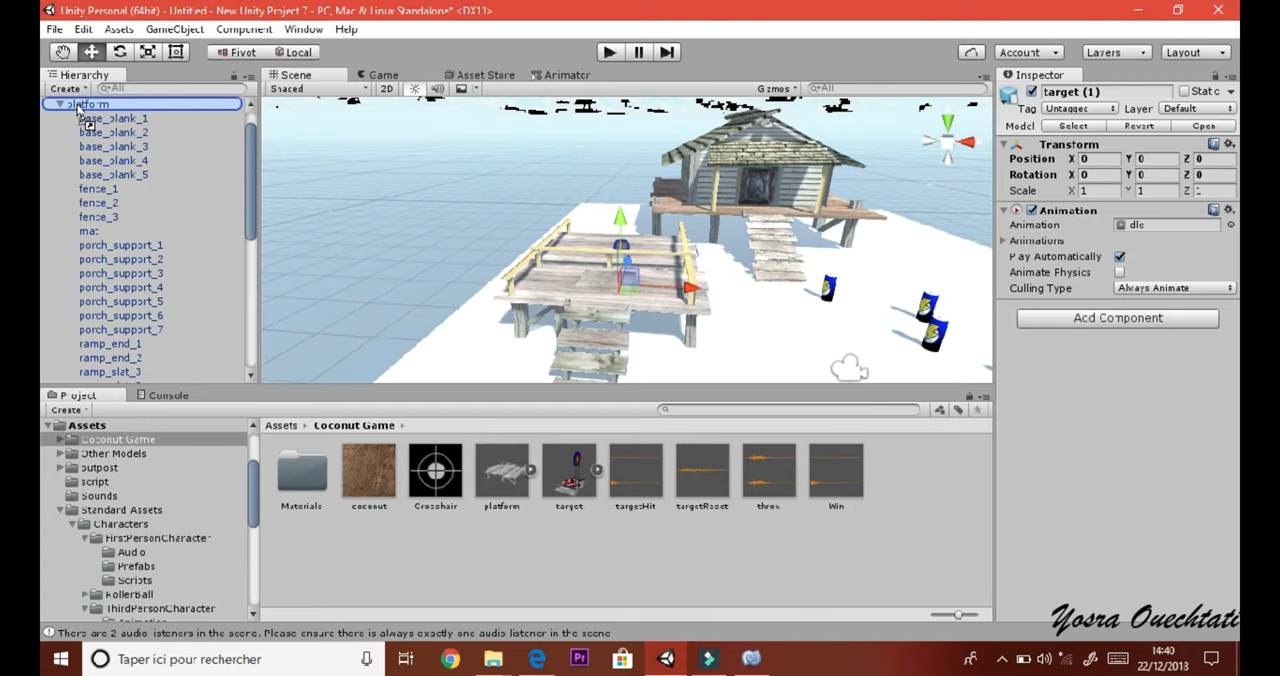 Unity Personal (64bit) - Untitled - New Unity Project 7 - PC, Mac & Linux Standalone* <DX11>
File Edit Assets GameObject Component Window Help
Pivot Local Account Layers Layout
Hierarchy Scene Game Asset Store Animator Inspector
Create All Shaded 2D Gizmos All target (1) Static
platform
Tag Untagged Layer Default
base_plank_1
Model Select Revert Open
base_plank_2
base_plank_3
Transform
base_plank_4
Position X 0 Y 0 Z 0
base_plank_5
Rotation X 0 Y 0 Z 0
fence_1
Scale X 1 Y 1 Z 1
fence_2
fence_3
Animation
mat
Animation idle
porch_support_1
Animations
porch_support_2
Play Automatically
porch_support_3
Animate Physics
porch_support_4
Culling Type Always Animate
porch_support_5
porch_support_6
Add Component
porch_support_7
ramp_end_1
ramp_end_2
ramp_slat_3
Project Console
Create
Assets
Assets Coconut Game
Coconut Game
Other Models
outpost
script
Sounds
Standard Assets
Characters
FirstPersonCharacter
Audio
Prefabs
Scripts
RollerBall
ThirdPersonCharacter
Materials coconut Crosshair platform target targetHit targetReset throw Win
There are 2 audio listeners in the scene. Please ensure there is always exactly one audio listener in the scene
Yosra Ouechtati
Taper ici pour rechercher
14:40
22/12/2018